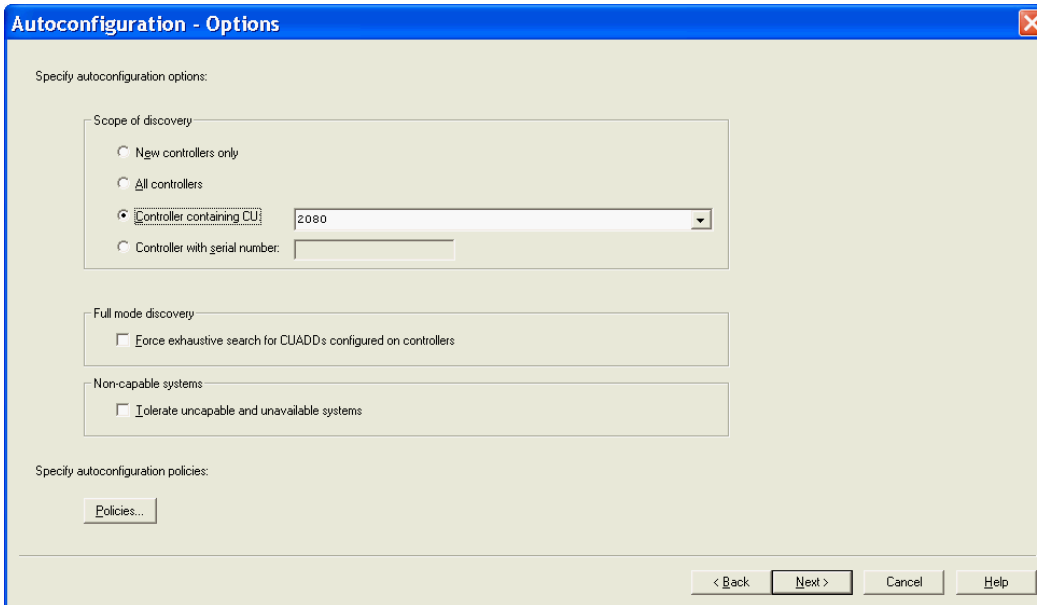 Autoconfiguration - Options
Specify autoconfiguration options:
Scope of discovery
New controllers only
All controllers
Controller containing CU: 2080
Controller with serial number:
Full mode discovery
Force exhaustive search for CUADDs configured on controllers
Non-capable systems
Tolerate uncapable and unavailable systems
Specify autoconfiguration policies:
Policies...
< Back Next > Cancel Help